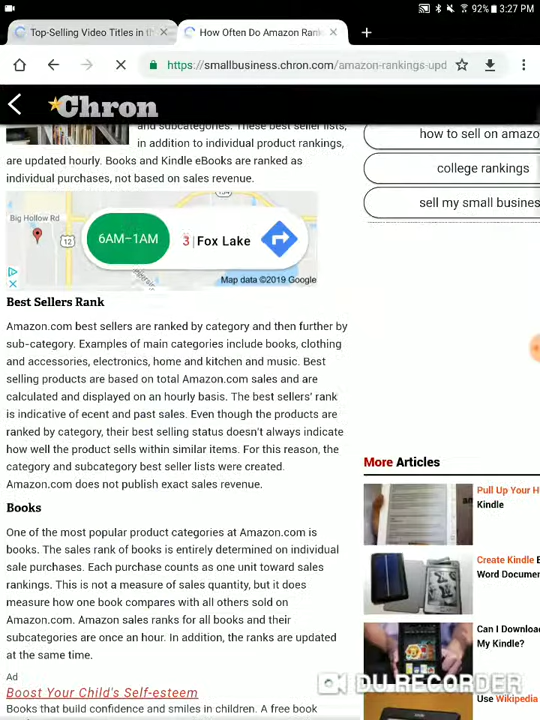 92% 3:27 PM
Top-Selling Video Titles in th
How Often Do Amazon Rank
https://smallbusiness.chron.com/amazon-rankings-upd
Chron
and subcategories. These best seller lists,
in addition to individual product rankings,
are updated hourly. Books and Kindle eBooks are ranked as
individual purchases, not based on sales revenue.
how to sell on amazo
college rankings
sell my small busines
Big Hollow Rd
12
6AM–1AM
3 | Fox Lake
Map data ©2019 Google
Best Sellers Rank
Amazon.com best sellers are ranked by category and then further by
sub-category. Examples of main categories include books, clothing
and accessories, electronics, home and kitchen and music. Best
selling products are based on total Amazon.com sales and are
calculated and displayed on an hourly basis. The best sellers' rank
is indicative of ecent and past sales. Even though the products are
ranked by category, their best selling status doesn't always indicate
how well the product sells within similar items. For this reason, the
category and subcategory best seller lists were created.
Amazon.com does not publish exact sales revenue.
Books
One of the most popular product categories at Amazon.com is
books. The sales rank of books is entirely determined on individual
sale purchases. Each purchase counts as one unit toward sales
rankings. This is not a measure of sales quantity, but it does
measure how one book compares with all others sold on
Amazon.com. Amazon sales ranks for all books and their
subcategories are once an hour. In addition, the ranks are updated
at the same time.
Ad
Boost Your Child's Self-esteem
Books that build confidence and smiles in children. A free book
More Articles
Pull Up Your H
Kindle
Create Kindle E
Word Documen
Can I Downloa
My Kindle?
Use
DU RECORDER